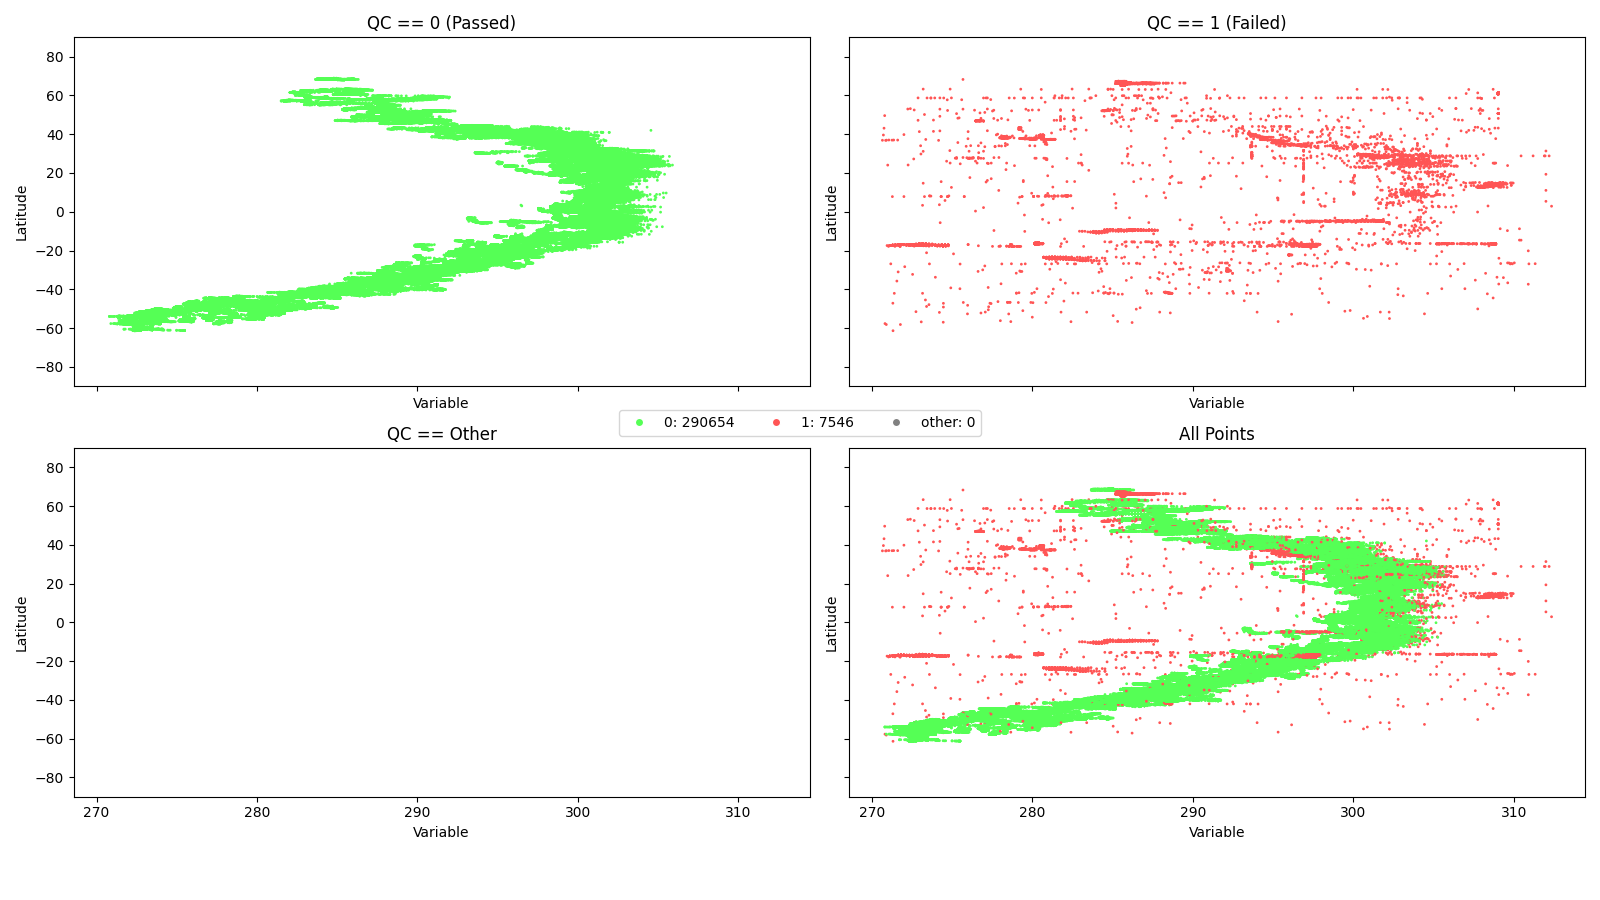 QC == 0 (Passed)
QC == 1 (Failed)
80
60
40
20
0
−20
−40
−60
−80
Latitude
Latitude
Variable
Variable
0: 290654
1: 7546
other: 0
QC == Other
All Points
80
60
40
20
0
−20
−40
−60
−80
Latitude
Latitude
270
280
290
300
310
270
280
290
300
310
Variable
Variable